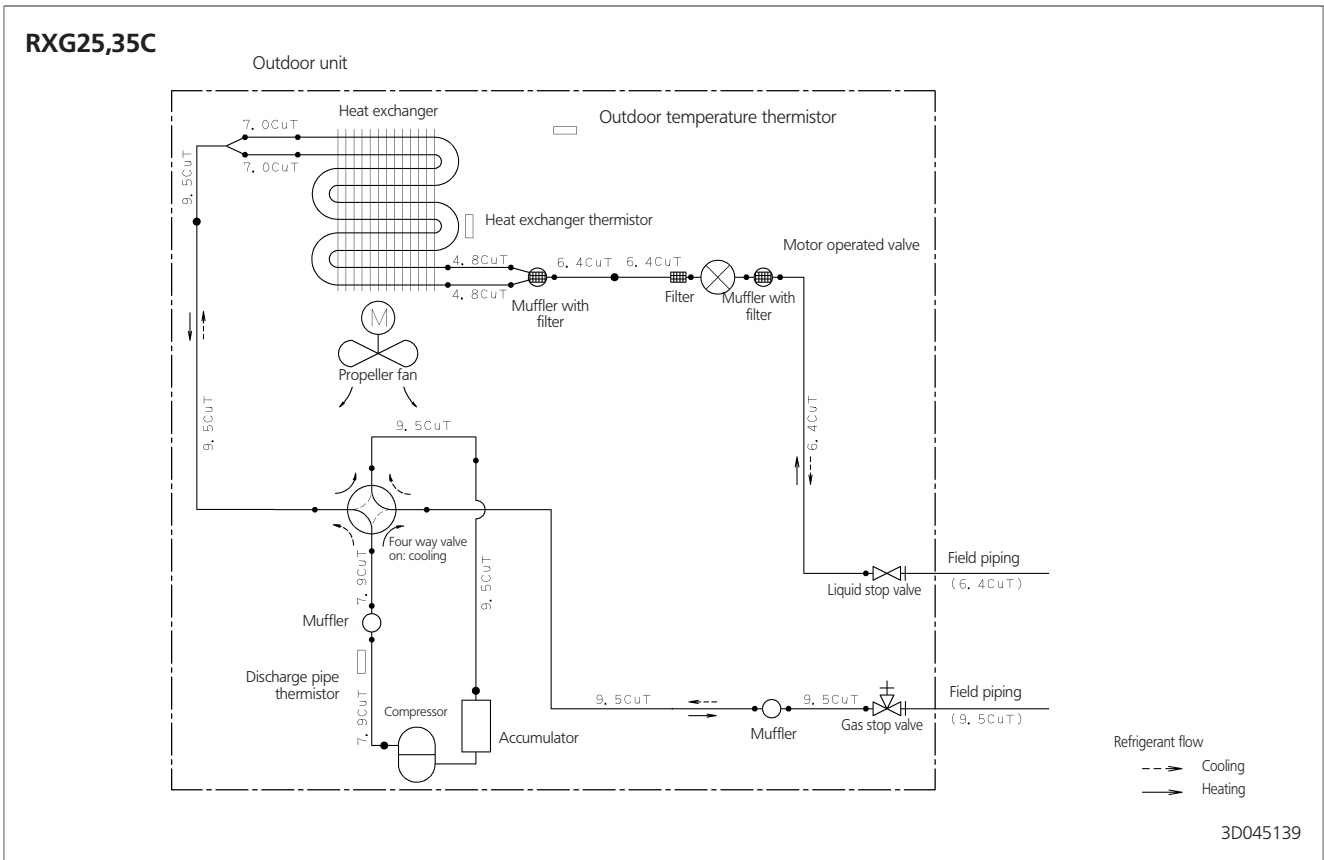 RXG25,35C
Outdoor unit
Heat exchanger
Outdoor temperature thermistor
7. 0CuT
7. 0CuT
9. 5CuT
Heat exchanger thermistor
Motor operated valve
4. 8CuT
6. 4CuT
6. 4CuT
4. 8CuT
Filter
Muffler with
filter
Muffler with
filter
M
Propeller fan
9. 5CuT
9. 5CuT
6. 4CuT
Four way valve
on: cooling
7. 9CuT
9. 5CuT
Field piping
(6. 4CuT)
Liquid stop valve
Muffler
Discharge pipe
thermistor
7. 9CuT
Compressor
Accumulator
9. 5CuT
9. 5CuT
Muffler
Gas stop valve
Field piping
(9. 5CuT)
Refrigerant flow
Cooling
Heating
3D045139